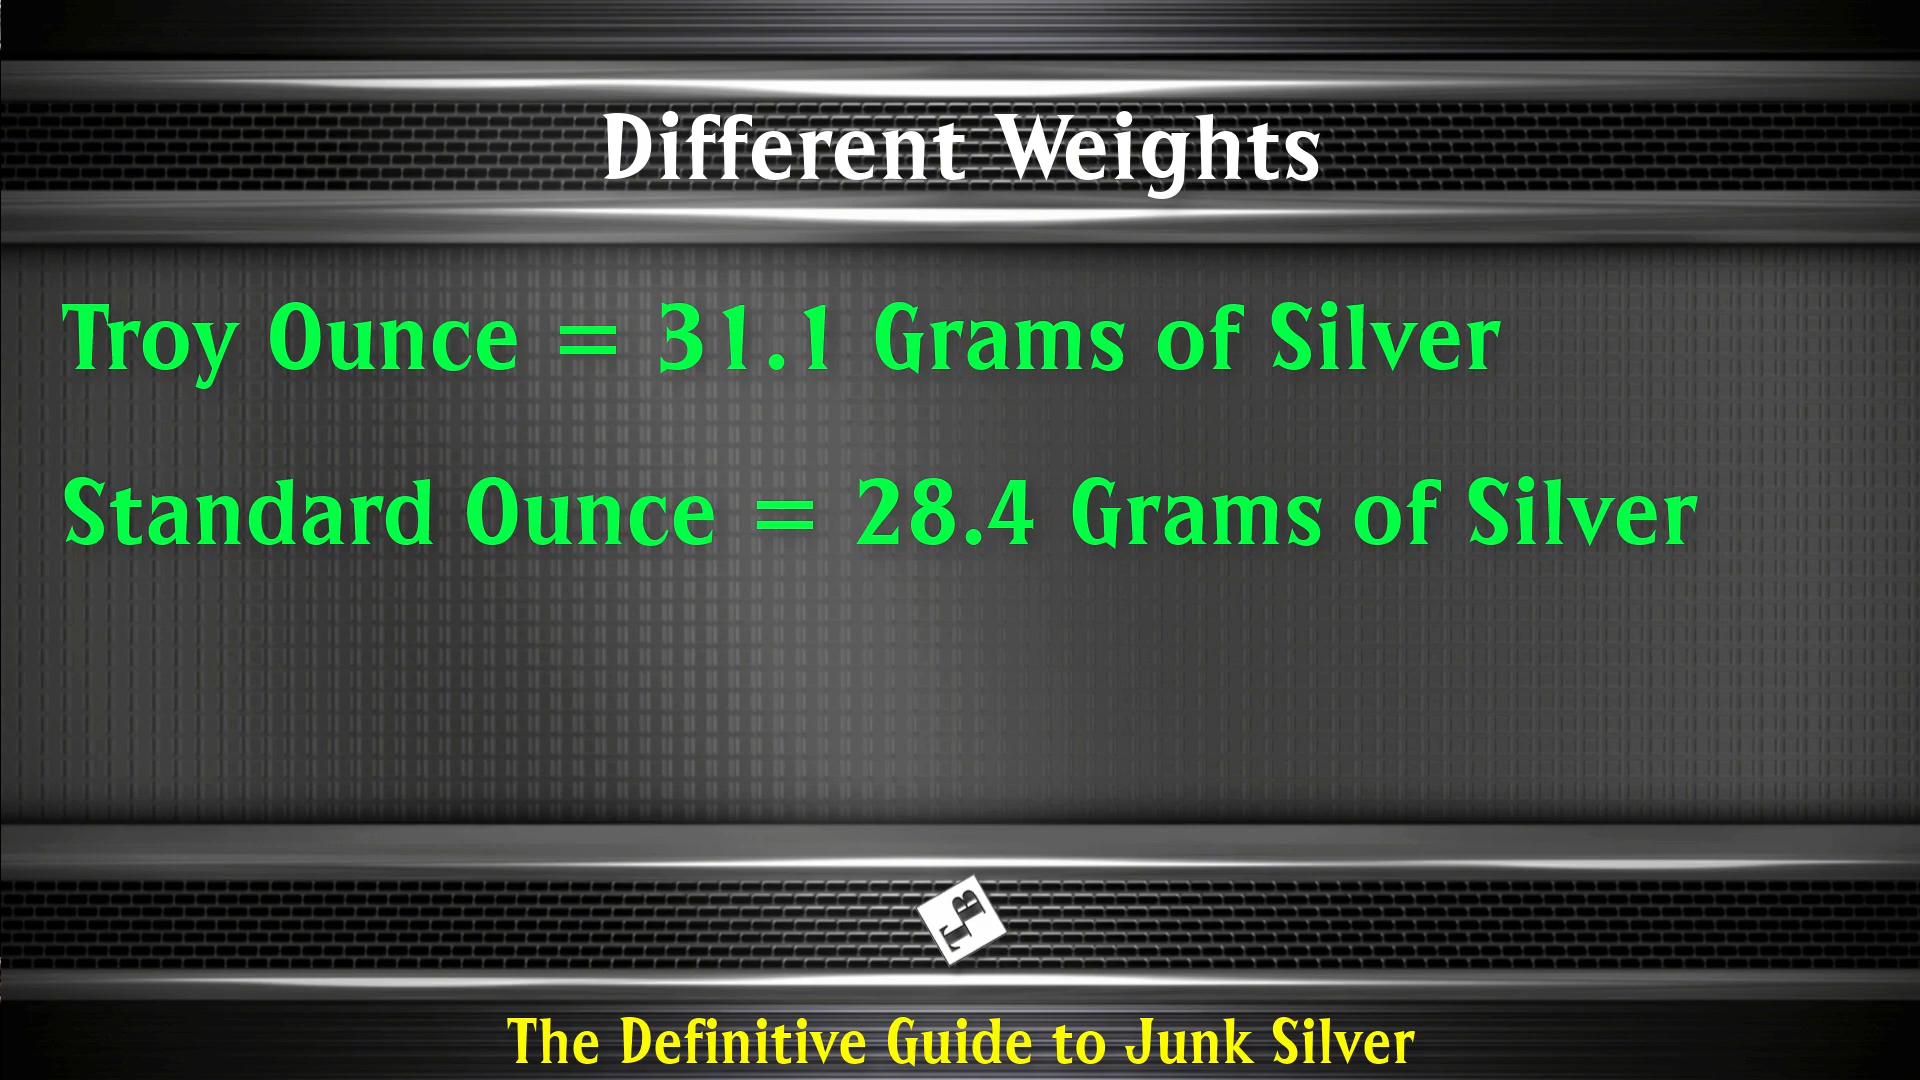 Different Weights
Troy Ounce = 31.1 Grams of Silver
Standard Ounce = 28.4 Grams of Silver
TB
The Definitive Guide to Junk Silver